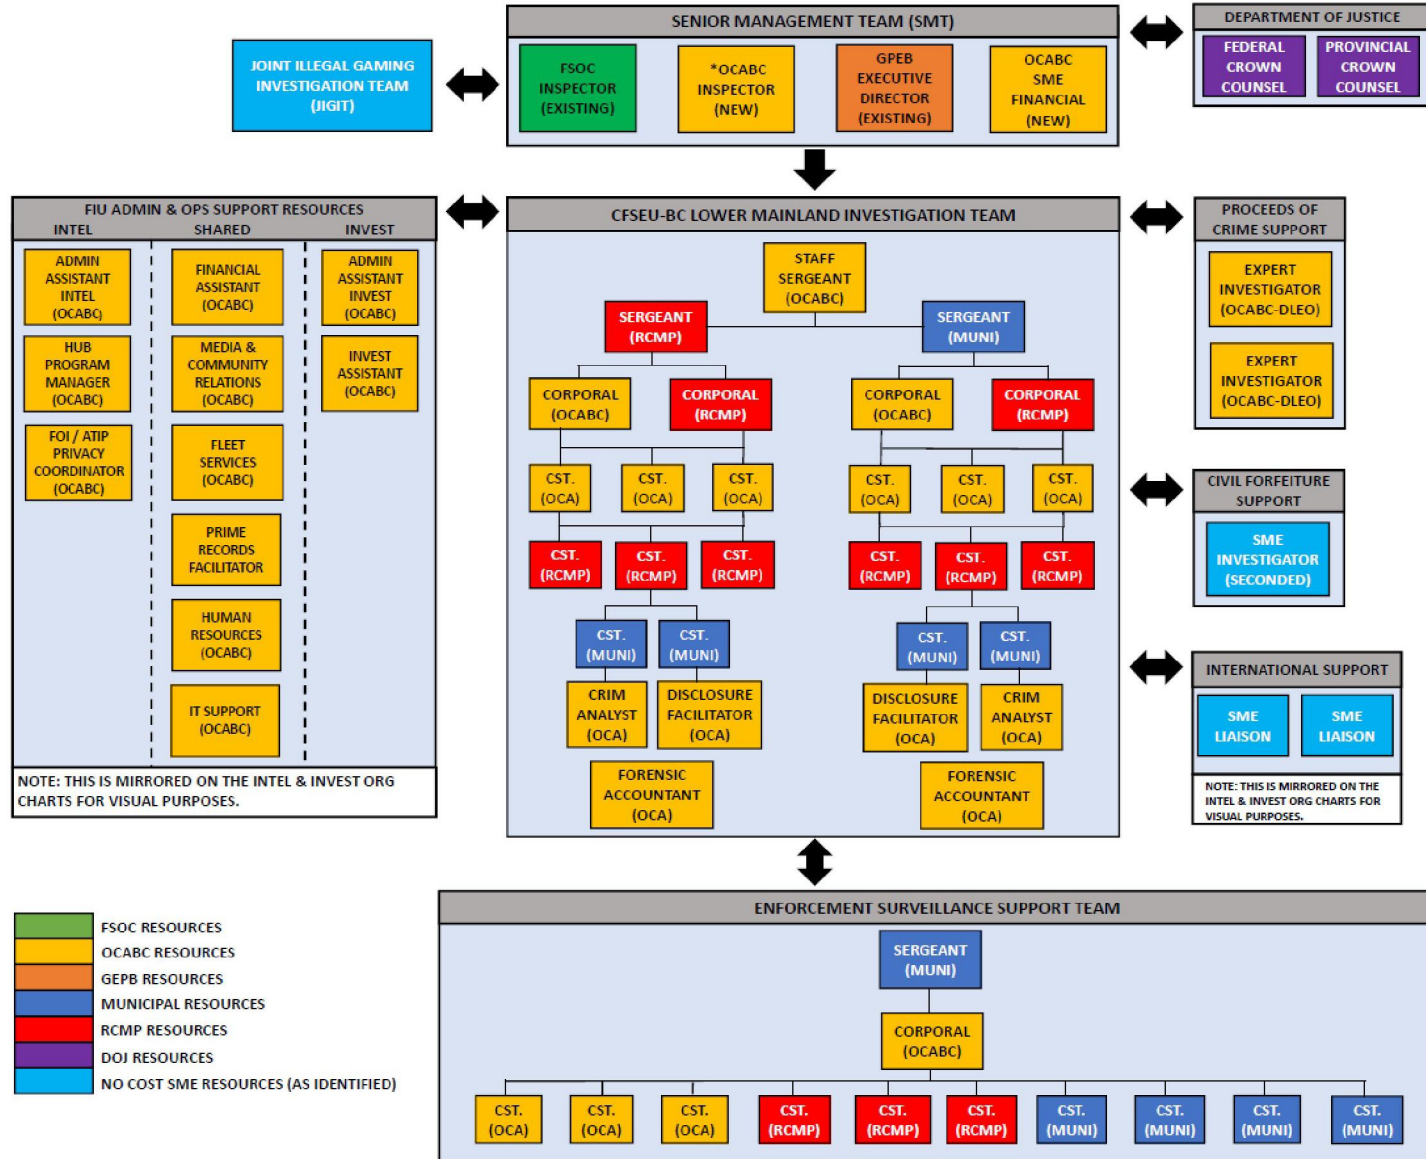 SENIOR MANAGEMENT TEAM (SMT)
FSOC
INSPECTOR
(EXISTING)
*OCABC
INSPECTOR
(NEW)
GPEB
EXECUTIVE
DIRECTOR
(EXISTING)
OCABC
SME
FINANCIAL
(NEW)
DEPARTMENT OF JUSTICE
FEDERAL
CROWN
COUNSEL
PROVINCIAL
CROWN
COUNSEL
JOINT ILLEGAL GAMING
INVESTIGATION TEAM
(JIGIT)
FIU ADMIN & OPS SUPPORT RESOURCES
INTEL SHARED INVEST
ADMIN
ASSISTANT
INTEL
(OCABC)
HUB
PROGRAM
MANAGER
(OCABC)
FOI / ATIP
PRIVACY
COORDINATOR
(OCABC)
FINANCIAL
ASSISTANT
(OCABC)
MEDIA &
COMMUNITY
RELATIONS
(OCABC)
FLEET
SERVICES
(OCABC)
PRIME
RECORDS
FACILITATOR
HUMAN
RESOURCES
(OCABC)
IT SUPPORT
(OCABC)
ADMIN
ASSISTANT
INVEST
(OCABC)
INVEST
ASSISTANT
(OCABC)
NOTE: THIS IS MIRRORED ON THE INTEL & INVEST ORG
CHARTS FOR VISUAL PURPOSES.
CFSEU-BC LOWER MAINLAND INVESTIGATION TEAM
STAFF
SERGEANT
(OCABC)
SERGEANT
(RCMP)
SERGEANT
(MUNI)
CORPORAL
(OCABC)
CORPORAL
(RCMP)
CORPORAL
(OCABC)
CORPORAL
(RCMP)
CST.
(OCA)
CST.
(OCA)
CST.
(OCA)
CST.
(OCA)
CST.
(OCA)
CST.
(OCA)
CST.
(RCMP)
CST.
(RCMP)
CST.
(RCMP)
CST.
(RCMP)
CST.
(RCMP)
CST.
(RCMP)
CST.
(MUNI)
CST.
(MUNI)
CST.
(MUNI)
CST.
(MUNI)
CRIM
ANALYST
(OCA)
DISCLOSURE
FACILITATOR
(OCA)
DISCLOSURE
FACILITATOR
(OCA)
CRIM
ANALYST
(OCA)
FORENSIC
ACCOUNTANT
(OCA)
FORENSIC
ACCOUNTANT
(OCA)
PROCEEDS OF
CRIME SUPPORT
EXPERT
INVESTIGATOR
(OCABC-DLEO)
EXPERT
INVESTIGATOR
(OCABC-DLEO)
CIVIL FORFEITURE
SUPPORT
SME
INVESTIGATOR
(SECONDED)
INTERNATIONAL SUPPORT
SME
LIAISON
SME
LIAISON
NOTE: THIS IS MIRRORED ON THE
INTEL & INVEST ORG CHARTS FOR
VISUAL PURPOSES.
FSOC RESOURCES
OCABC RESOURCES
GEPB RESOURCES
MUNICIPAL RESOURCES
RCMP RESOURCES
DOJ RESOURCES
NO COST SME RESOURCES (AS IDENTIFIED)
ENFORCEMENT SURVEILLANCE SUPPORT TEAM
SERGEANT
(MUNI)
CORPORAL
(OCABC)
CST.
(OCA)
CST.
(OCA)
CST.
(OCA)
CST.
(RCMP)
CST.
(RCMP)
CST.
(RCMP)
CST.
(MUNI)
CST.
(MUNI)
CST.
(MUNI)
CST.
(MUNI)